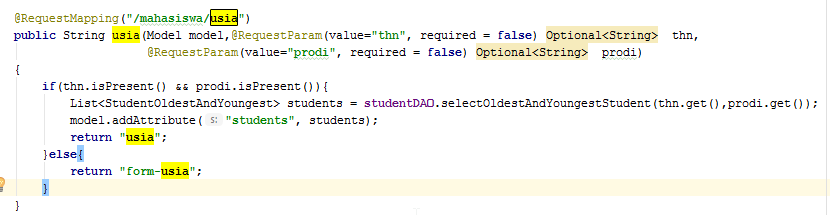 @RequestMapping("/mahasiswa/usia")
public String usia(Model model,@RequestParam(value="thn", required = false) Optional<String> thn,
@RequestParam(value="prodi", required = false) Optional<String> prodi)
{
if(thn.isPresent() && prodi.isPresent()){
List<StudentOldestAndYoungest> students = studentDAO.selectOldestAndYoungestStudent(thn.get(),prodi.get());
model.addAttribute( s: "students", students);
return "usia";
}else{
return "form-usia";
}
}